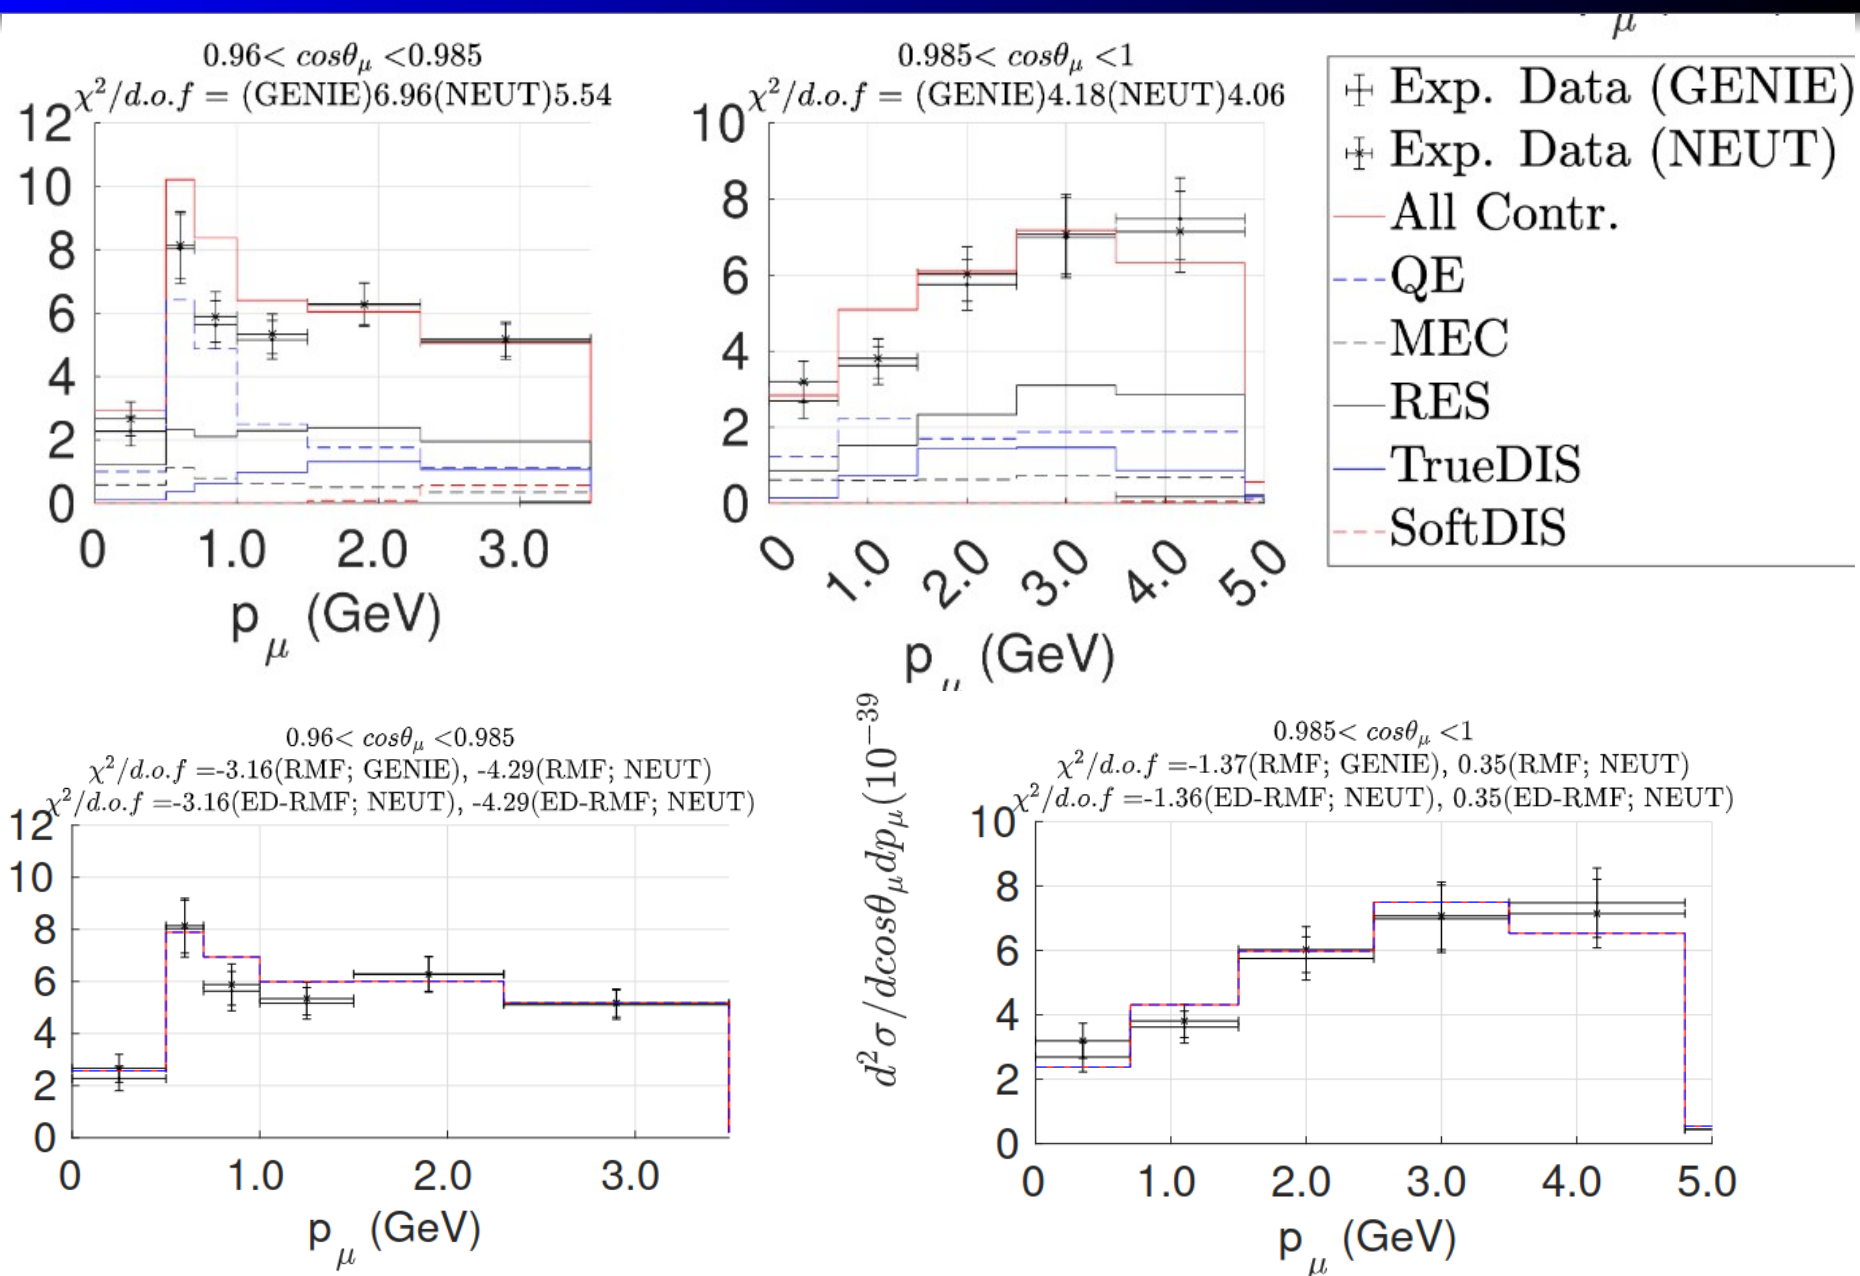 μ
0.96< cosθμ <0.985
χ²/d.o.f = (GENIE)6.96(NEUT)5.54
12
10
8
6
4
2
0
0 1.0 2.0 3.0
pμ (GeV)
0.985< cosθμ <1
χ²/d.o.f = (GENIE)4.18(NEUT)4.06
10
8
6
4
2
0
0 1.0 2.0 3.0 4.0 5.0
pμ (GeV)
Exp. Data (GENIE)
Exp. Data (NEUT)
All Contr.
QE
MEC
RES
TrueDIS
SoftDIS
0.96< cosθμ <0.985
χ²/d.o.f =-3.16(RMF; GENIE), -4.29(RMF; NEUT)
χ²/d.o.f =-3.16(ED-RMF; NEUT), -4.29(ED-RMF; NEUT)
12
10
8
6
4
2
0
0 1.0 2.0 3.0
pμ (GeV)
d²σ/dcosθμdpμ(10⁻³⁹
0.985< cosθμ <1
χ²/d.o.f =-1.37(RMF; GENIE), 0.35(RMF; NEUT)
χ²/d.o.f =-1.36(ED-RMF; NEUT), 0.35(ED-RMF; NEUT)
10
8
6
4
2
0
0 1.0 2.0 3.0 4.0 5.0
pμ (GeV)